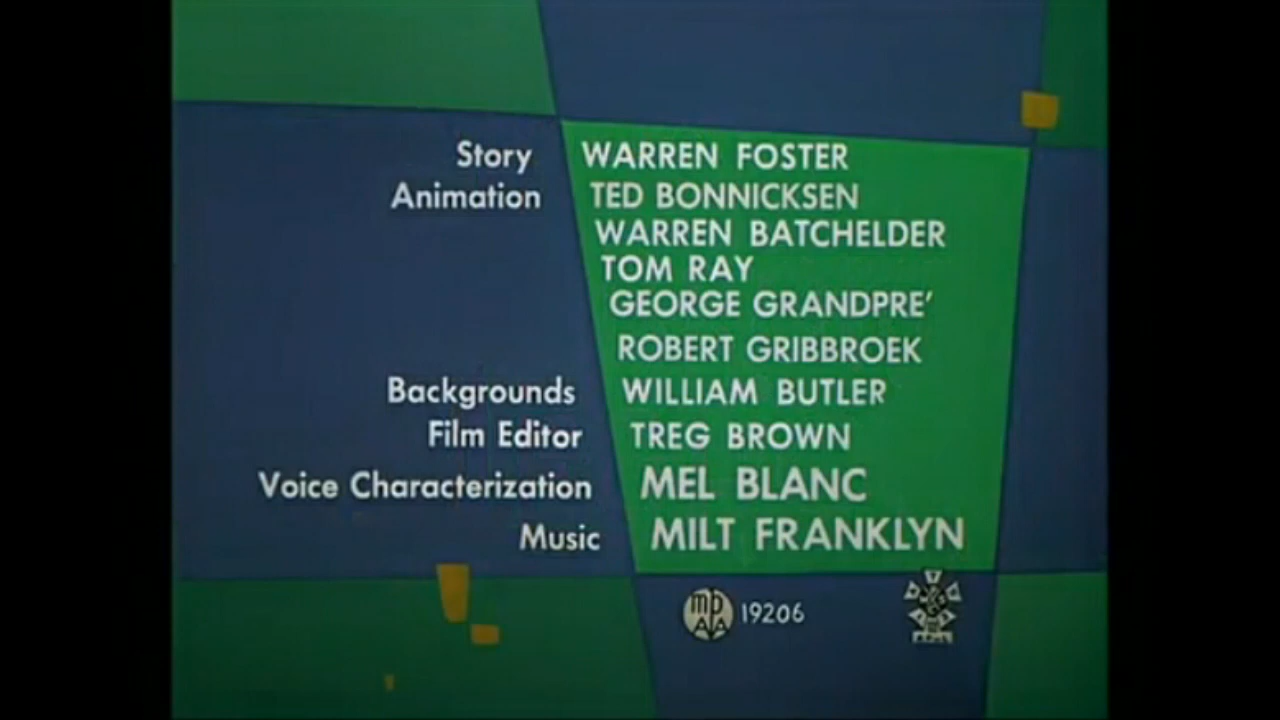 Story WARREN FOSTER
Animation TED BONNICKSEN
WARREN BATCHELDER
TOM RAY
GEORGE GRANDPRE'
ROBERT GRIBBROEK
Backgrounds WILLIAM BUTLER
Film Editor TREG BROWN
Voice Characterization MEL BLANC
Music MILT FRANKLYN
mpAA 19206